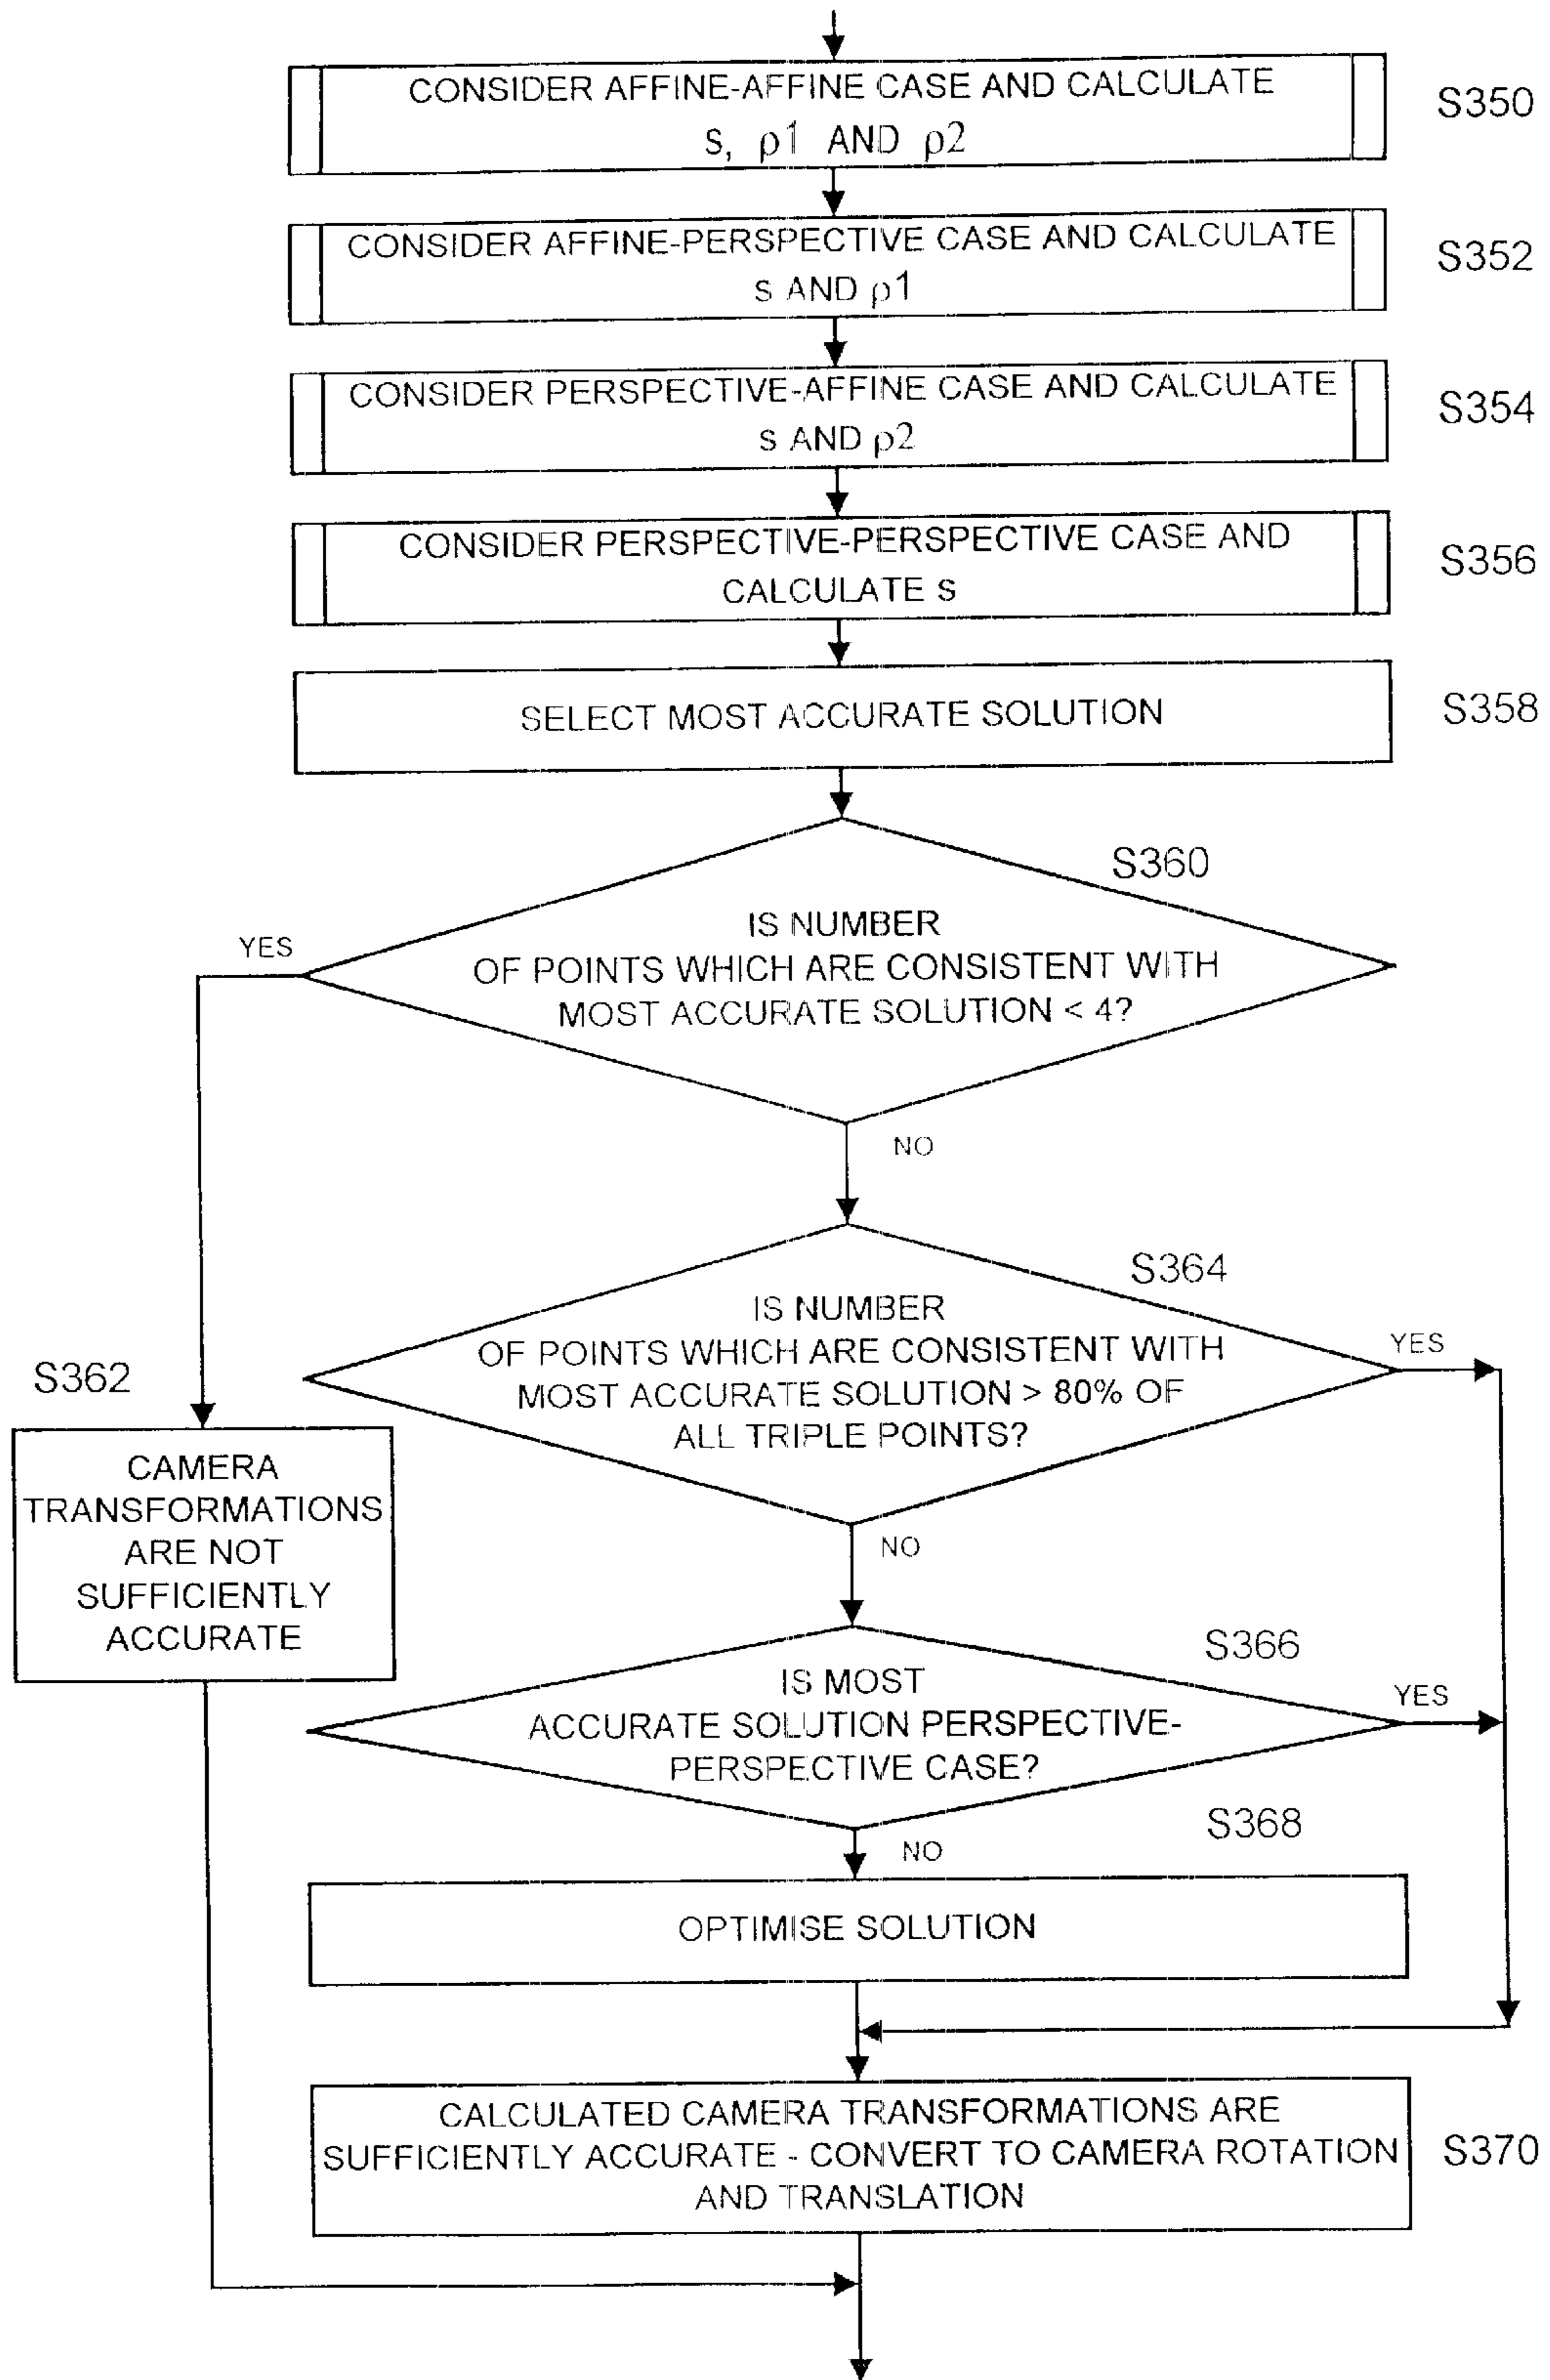 CONSIDER AFFINE-AFFINE CASE AND CALCULATE
s, ρ1 AND ρ2
S350
CONSIDER AFFINE-PERSPECTIVE CASE AND CALCULATE
s AND ρ1
S352
CONSIDER PERSPECTIVE-AFFINE CASE AND CALCULATE
s AND ρ2
S354
CONSIDER PERSPECTIVE-PERSPECTIVE CASE AND
CALCULATE s
S356
SELECT MOST ACCURATE SOLUTION
S358
S360
IS NUMBER
OF POINTS WHICH ARE CONSISTENT WITH
MOST ACCURATE SOLUTION < 4?
YES
NO
S364
IS NUMBER
OF POINTS WHICH ARE CONSISTENT WITH
MOST ACCURATE SOLUTION > 80% OF
ALL TRIPLE POINTS?
YES
NO
S362
CAMERA
TRANSFORMATIONS
ARE NOT
SUFFICIENTLY
ACCURATE
S366
IS MOST
ACCURATE SOLUTION PERSPECTIVE-
PERSPECTIVE CASE?
YES
NO
S368
OPTIMISE SOLUTION
CALCULATED CAMERA TRANSFORMATIONS ARE
SUFFICIENTLY ACCURATE - CONVERT TO CAMERA ROTATION
AND TRANSLATION
S370